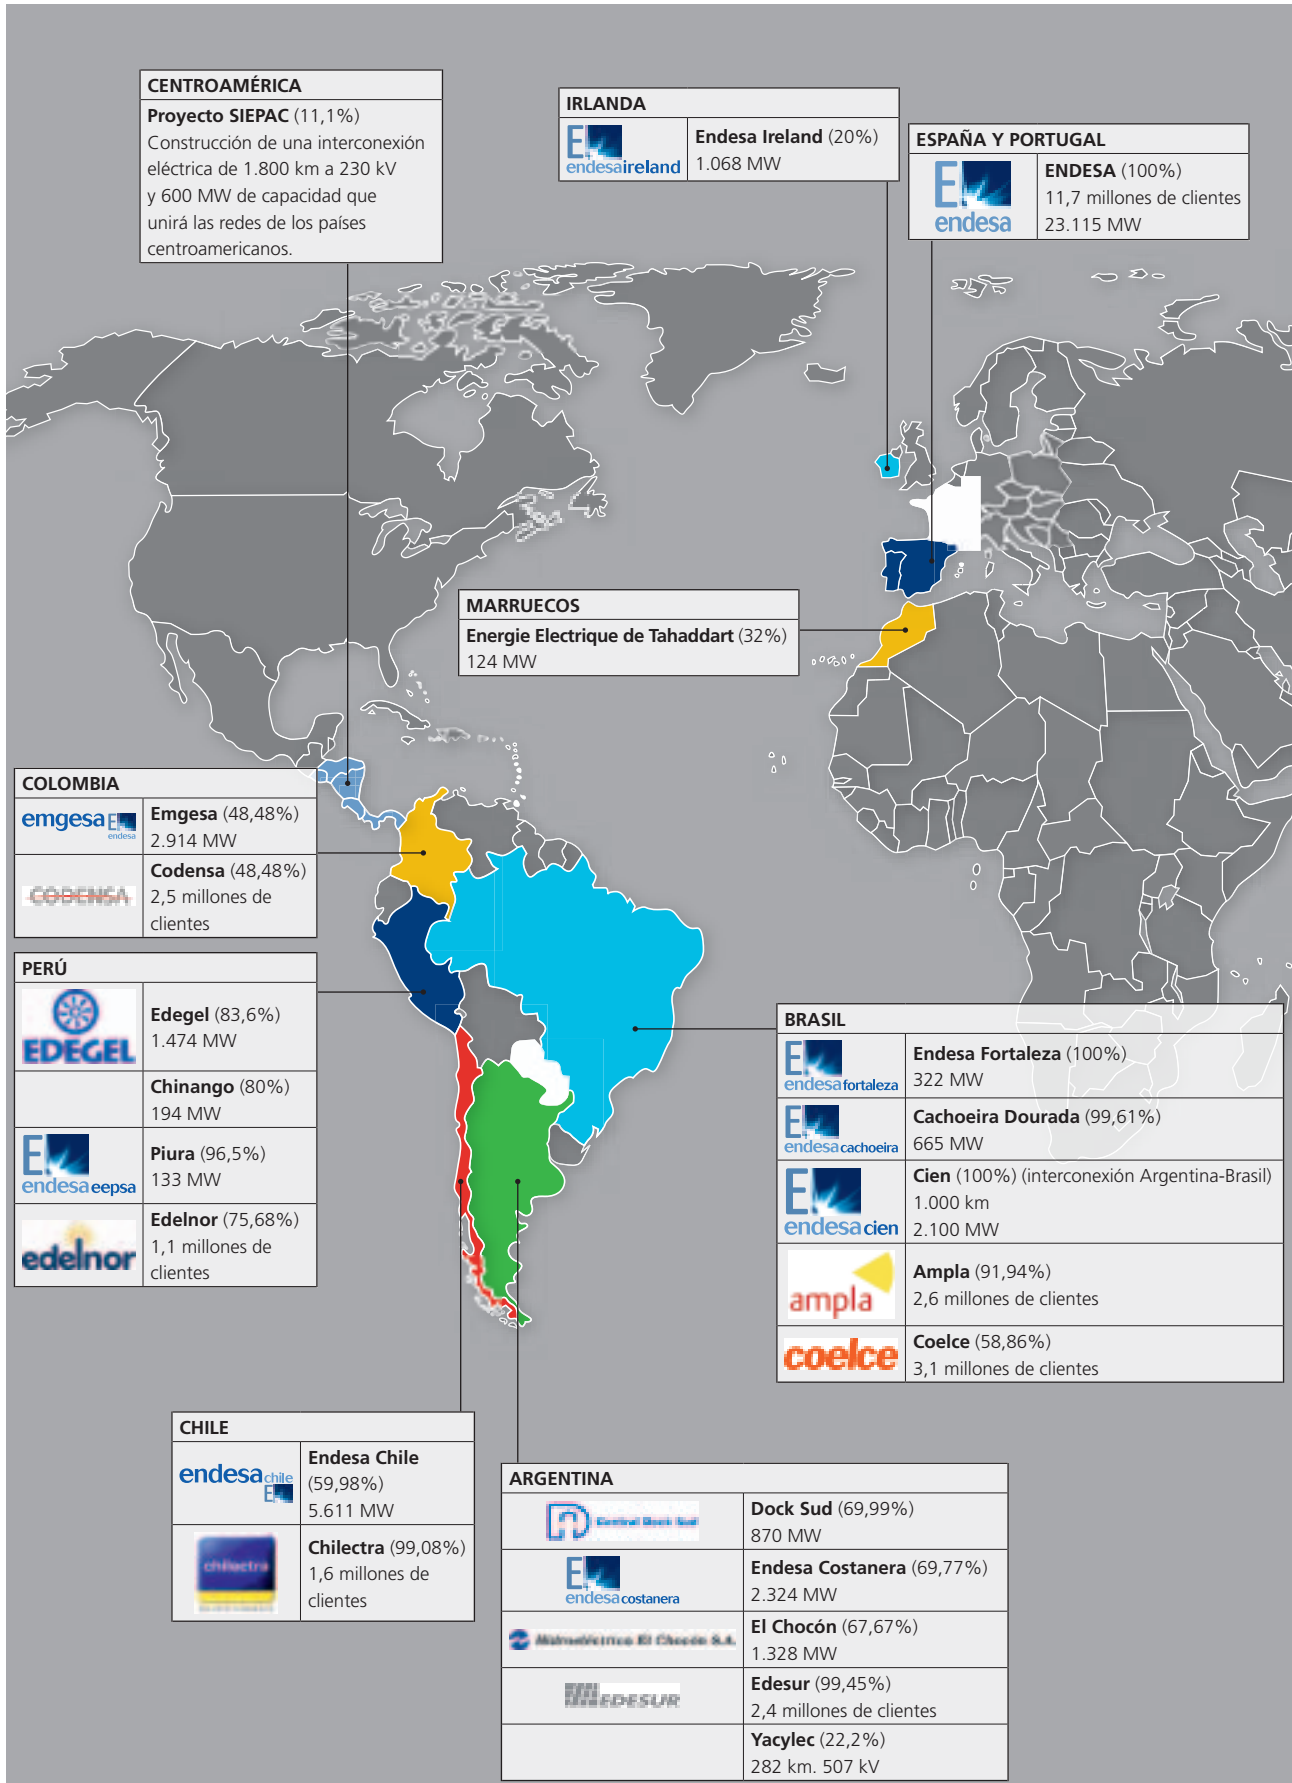 CENTROAMÉRICA
Proyecto SIEPAC (11,1%)
Construcción de una interconexión
eléctrica de 1.800 km a 230 kV
y 600 MW de capacidad que
unirá las redes de los países
centroamericanos.
IRLANDA
endesaireland
Endesa Ireland (20%)
1.068 MW
ESPAÑA Y PORTUGAL
endesa
ENDESA (100%)
11,7 millones de clientes
23.115 MW
MARRUECOS
Energie Electrique de Tahaddart (32%)
124 MW
COLOMBIA
emgesa
endesa
Emgesa (48,48%)
2.914 MW
CODENSA
Codensa (48,48%)
2,5 millones de
clientes
PERÚ
EDEGEL
Edegel (83,6%)
1.474 MW
Chinango (80%)
194 MW
endesaeepsa
Piura (96,5%)
133 MW
edelnor
Edelnor (75,68%)
1,1 millones de
clientes
BRASIL
endesafortaleza
Endesa Fortaleza (100%)
322 MW
endesacachoeira
Cachoeira Dourada (99,61%)
665 MW
endesacien
Cien (100%) (interconexión Argentina-Brasil)
1.000 km
2.100 MW
ampla
Ampla (91,94%)
2,6 millones de clientes
coelce
Coelce (58,86%)
3,1 millones de clientes
CHILE
endesachile
Endesa Chile
(59,98%)
5.611 MW
chilectra
Chilectra (99,08%)
1,6 millones de
clientes
ARGENTINA
Central Dock Sud
Dock Sud (69,99%)
870 MW
endesacostanera
Endesa Costanera (69,77%)
2.324 MW
Hidroeléctrica El Chocón S.A.
El Chocón (67,67%)
1.328 MW
EDESUR
Edesur (99,45%)
2,4 millones de clientes
Yacylec (22,2%)
282 km. 507 kV